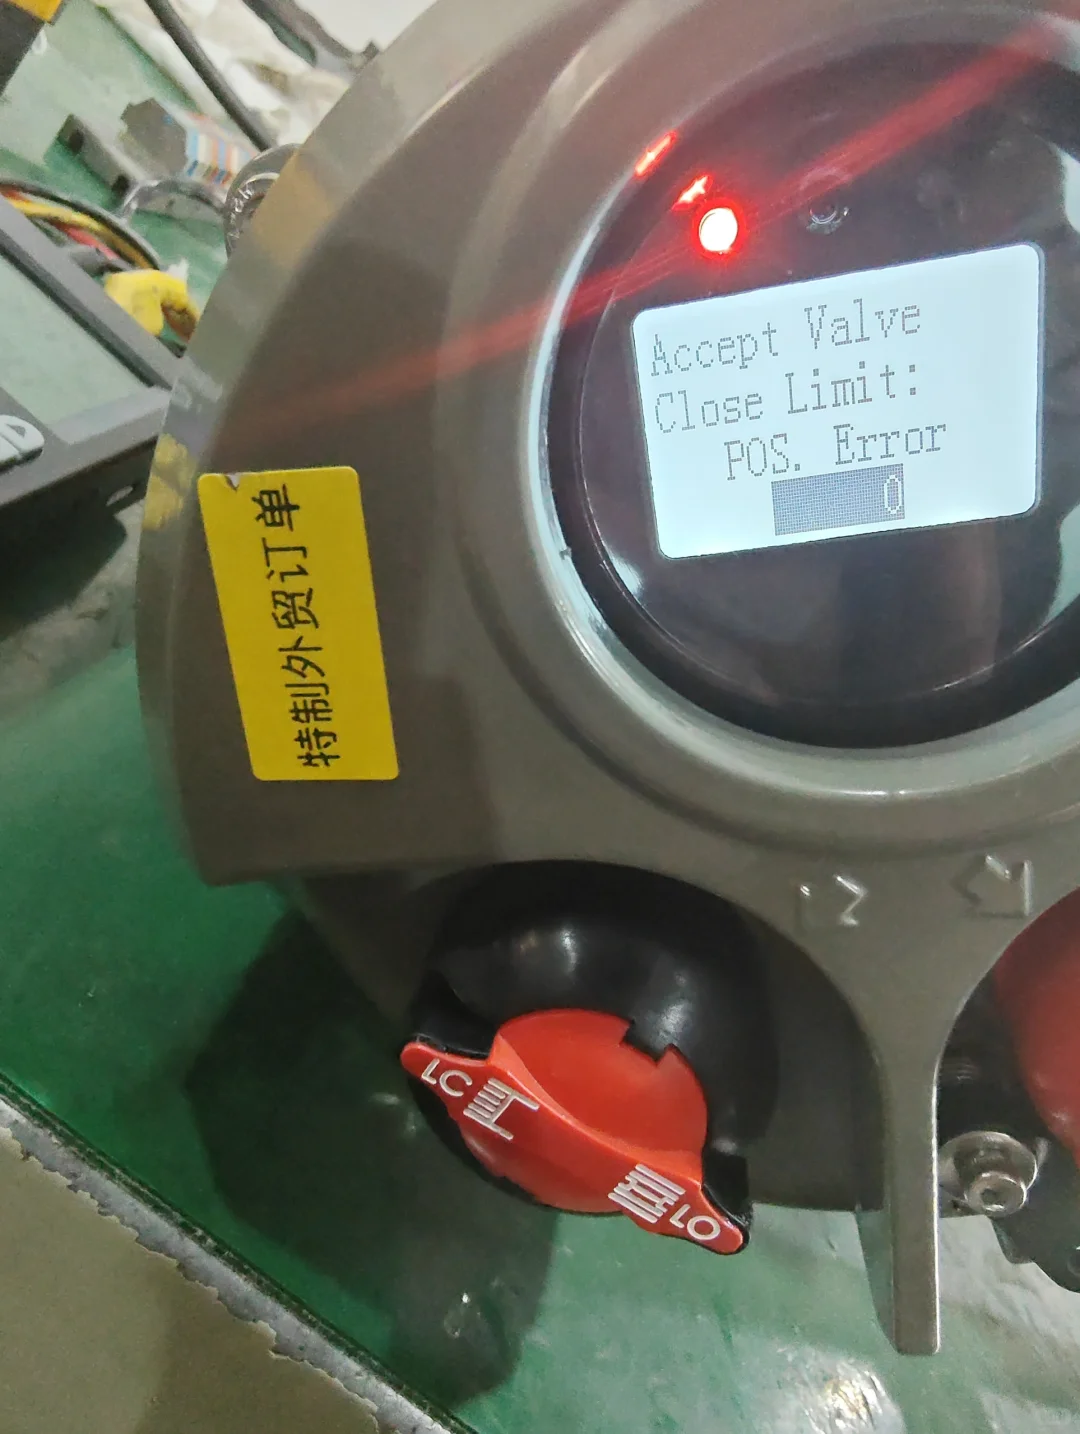 Accept Valve
Close Limit:
POS. Error
0
特制外贸订单
LC
LO